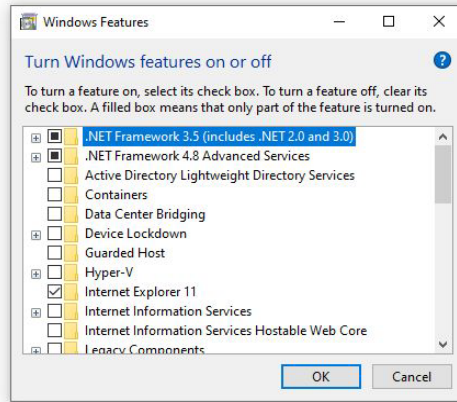 Windows Features
Turn Windows features on or off
To turn a feature on, select its check box. To turn a feature off, clear its
check box. A filled box means that only part of the feature is turned on.
.NET Framework 3.5 (includes .NET 2.0 and 3.0)
.NET Framework 4.8 Advanced Services
Active Directory Lightweight Directory Services
Containers
Data Center Bridging
Device Lockdown
Guarded Host
Hyper-V
Internet Explorer 11
Internet Information Services
Internet Information Services Hostable Web Core
Legacy Components
OK Cancel